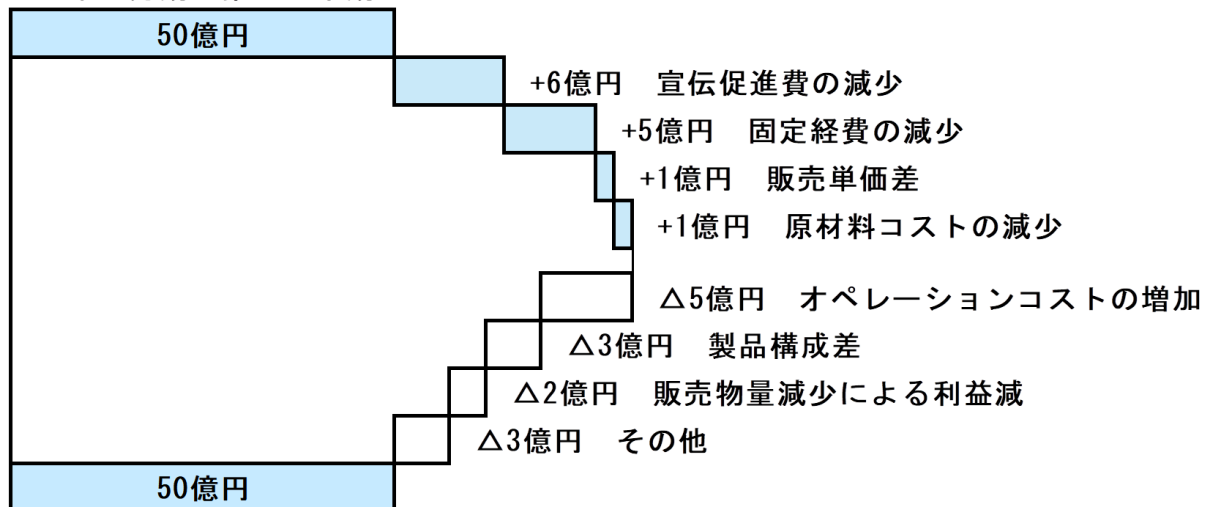 50億円
+6億円 宣伝促進費の減少
+5億円 固定経費の減少
+1億円 販売単価差
+1億円 原材料コストの減少
△5億円 オペレーションコストの増加
△3億円 製品構成差
△2億円 販売物量減少による利益減
△3億円 その他
50億円